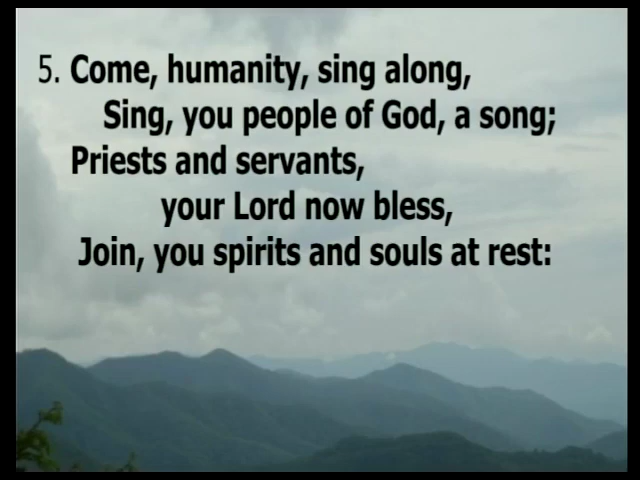 5. Come, humanity, sing along,
Sing, you people of God, a song;
Priests and servants,
your Lord now bless,
Join, you spirits and souls at rest: